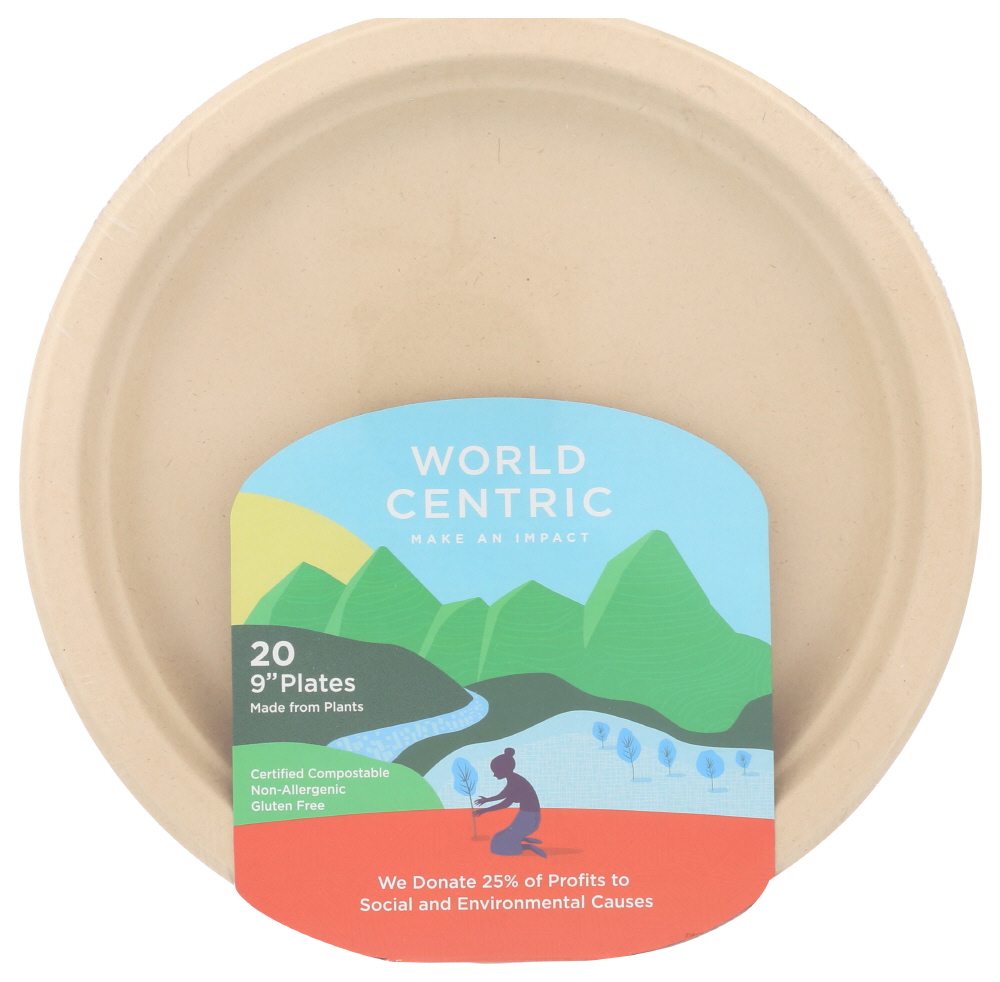 WORLD
CENTRIC
MAKE AN IMPACT
20
9” Plates
Made from Plants
Certified Compostable
Non-Allergenic
Gluten Free
We Donate 25% of Profits to
Social and Environmental Causes